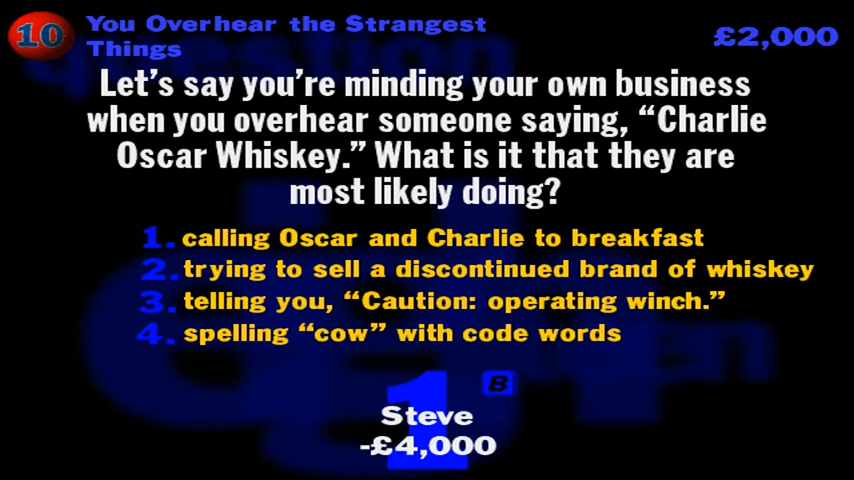 10
You Overhear the Strangest
Things
£2,000
Let's say you're minding your own business
when you overhear someone saying, “Charlie
Oscar Whiskey.” What is it that they are
most likely doing?
1. calling Oscar and Charlie to breakfast
2. trying to sell a discontinued brand of whiskey
3. telling you, “Caution: operating winch.”
4. spelling “cow” with code words
1
B
Steve
-£4,000